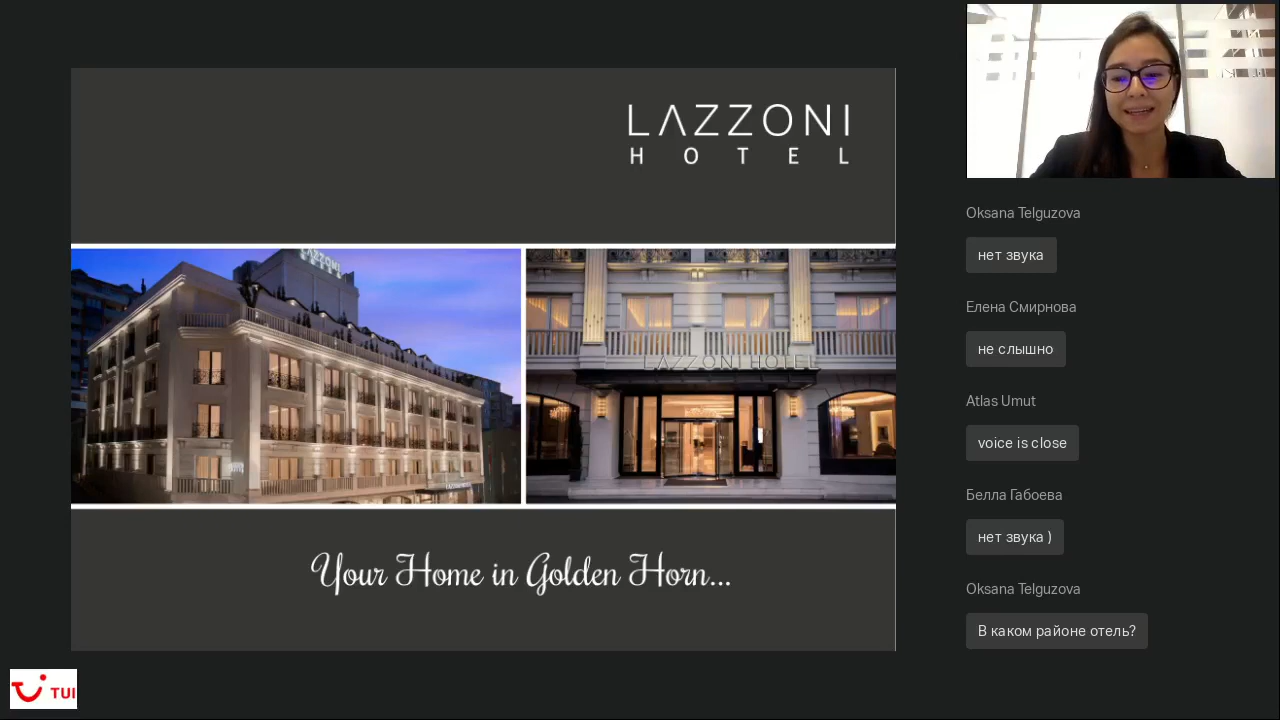 LAZZONI
HOTEL
LAZZONI
LAZZONI HOTEL
Your Home in Golden Horn...
TUI
Oksana Telguzova
нет звука
Елена Смирнова
не слышно
Atlas Umut
voice is close
Белла Габоева
нет звука )
Oksana Telguzova
В каком районе отель?